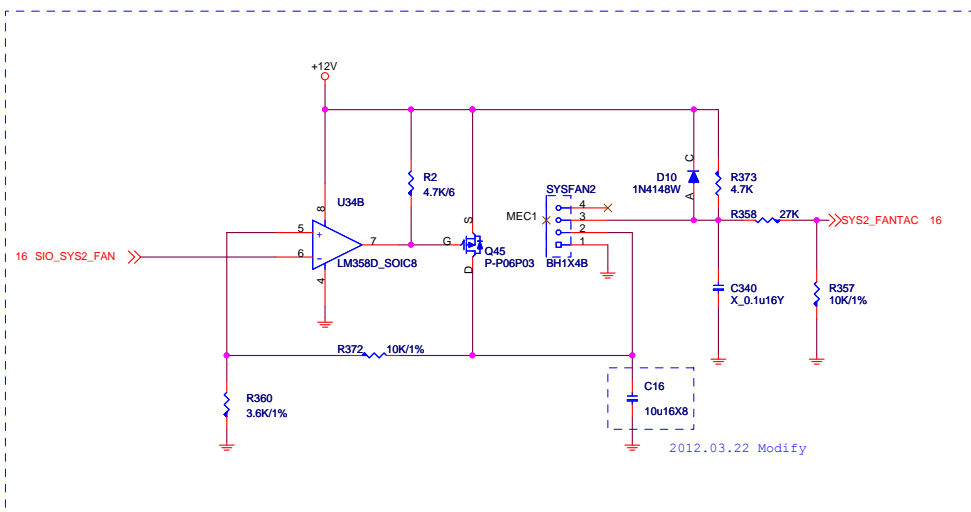 +12V
R2
4.7K/6
U34B
8
5
+
6
−
7
4
LM358D_SOIC8
16 SIO_SYS2_FAN
S
G
D
Q45
P-P06P03
SYSFAN2
MEC1
4
3
2
1
BH1X4B
C
A
D10
1N4148W
R373
4.7K
R358
27K
SYS2_FANTAC 16
C340
X_0.1u16Y
R357
10K/1%
R372
10K/1%
R360
3.6K/1%
C16
10u16X8
2012.03.22 Modify